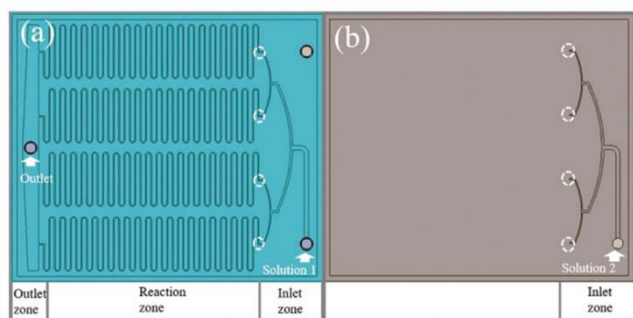 (a)
(b)
Outlet
Solution 1
Solution 2
Outlet
zone
Reaction
zone
Inlet
zone
Inlet
zone